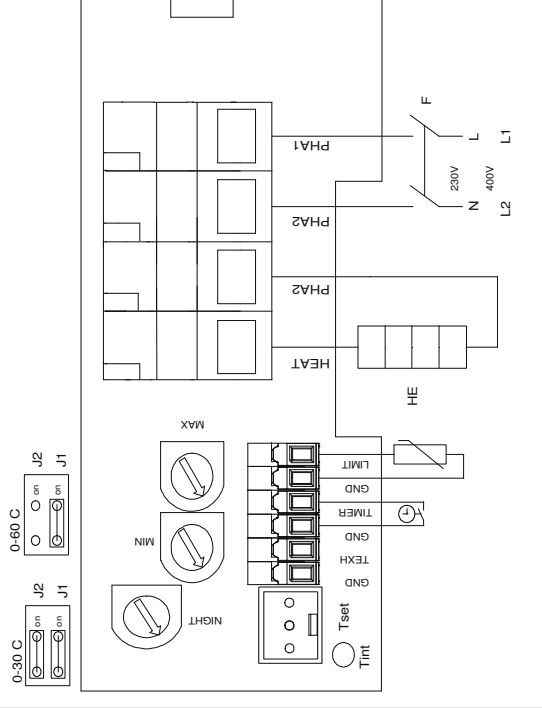 F
PHA1
L
L1
230V
400V
PHA2
N
L2
PHA2
HEAT
HE
MAX
LIMIT
GND
MIN
TIMER
GND
TEXH
NIGHT
GND
Tset
Tint
0-60 C
J2
on
J1
on
0-30 C
J2
on
J1
on